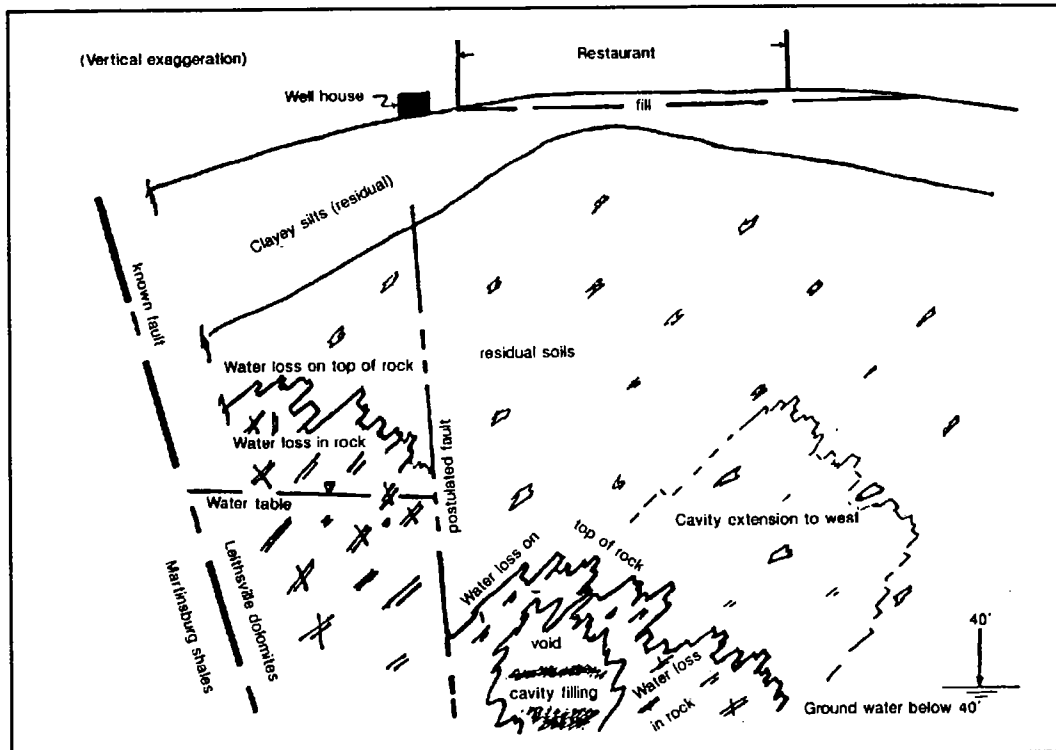 (Vertical exaggeration)
Restaurant
Well house
fill
Clayey silts (residual)
known fault
residual soils
Water loss on top of rock
Water loss in rock
postulated fault
Water table
Cavity extension to west
Water loss on
top of rock
Leithsville dolomites
Martinsburg shales
void
cavity filling
Water loss
in rock
40'
Ground water below 40'